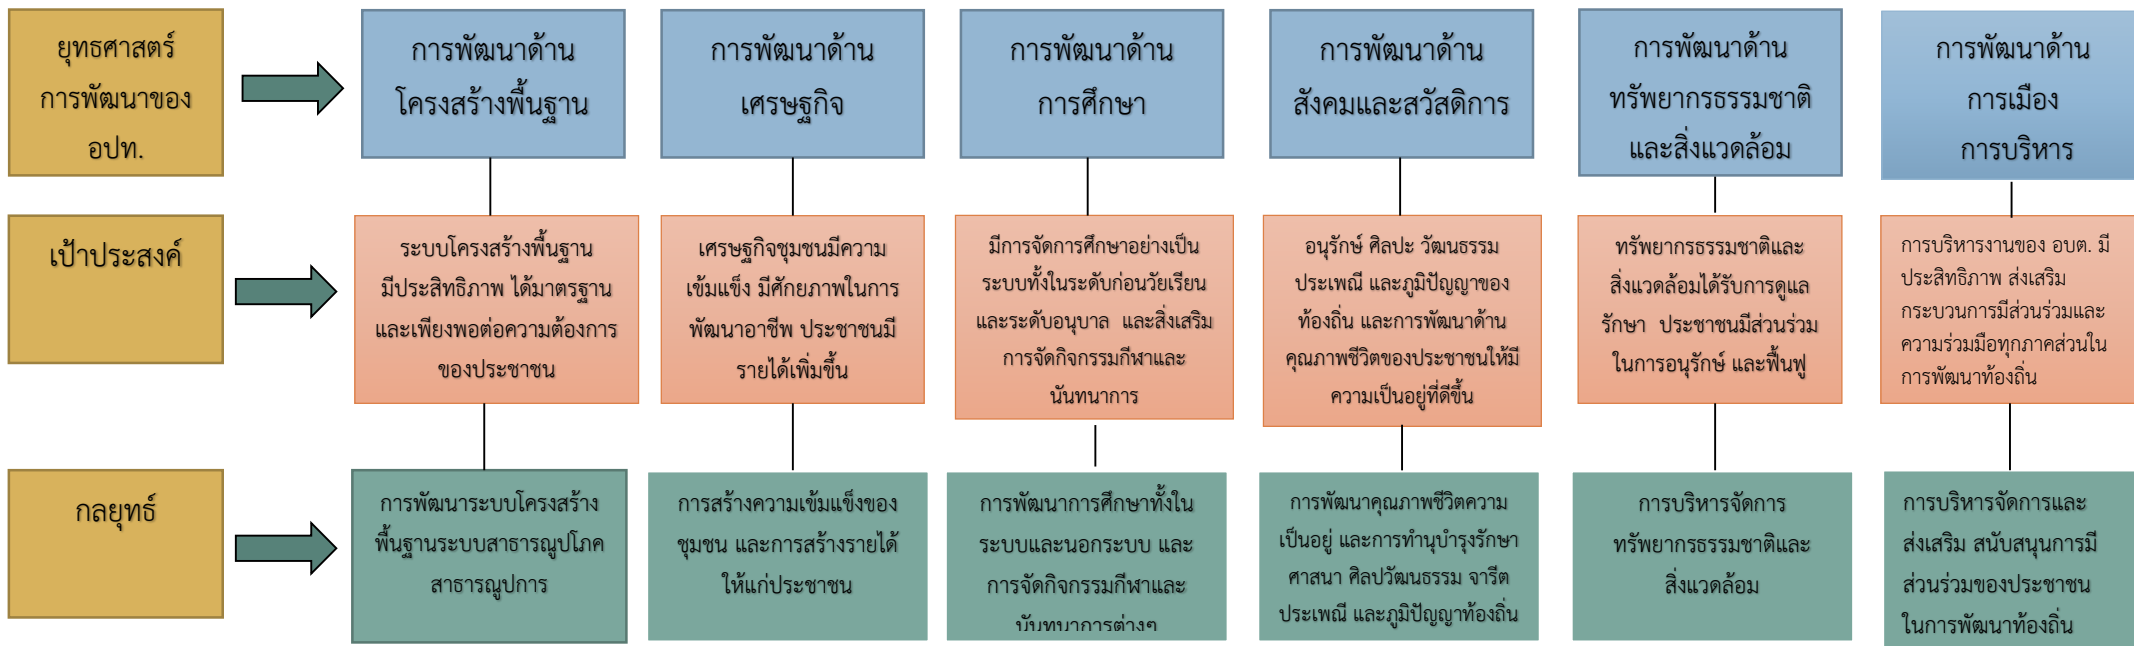 ยุทธศาสตร์
การพัฒนาของ
อปท.
การพัฒนาด้าน
โครงสร้างพื้นฐาน
การพัฒนาด้าน
เศรษฐกิจ
การพัฒนาด้าน
การศึกษา
การพัฒนาด้าน
สังคมและสวัสดิการ
การพัฒนาด้าน
ทรัพยากรธรรมชาติ
และสิ่งแวดล้อม
การพัฒนาด้าน
การเมือง
การบริหาร
เป้าประสงค์
ระบบโครงสร้างพื้นฐาน
มีประสิทธิภาพ ได้มาตรฐาน
และเพียงพอต่อความต้องการ
ของประชาชน
เศรษฐกิจชุมชนมีความ
เข้มแข็ง มีศักยภาพในการ
พัฒนาอาชีพ ประชาชนมี
รายได้เพิ่มขึ้น
มีการจัดการศึกษาอย่างเป็น
ระบบทั้งในระดับก่อนวัยเรียน
และระดับอนุบาล และสิ่งเสริม
การจัดกิจกรรมกีฬาและ
นันทนาการ
อนุรักษ์ ศิลปะ วัฒนธรรม
ประเพณี และภูมิปัญญาของ
ท้องถิ่น และการพัฒนาด้าน
คุณภาพชีวิตของประชาชนให้มี
ความเป็นอยู่ที่ดีขึ้น
ทรัพยากรธรรมชาติและ
สิ่งแวดล้อมได้รับการดูแล
รักษา ประชาชนมีส่วนร่วม
ในการอนุรักษ์ และฟื้นฟู
การบริหารงานของ อบต. มี
ประสิทธิภาพ ส่งเสริม
กระบวนการมีส่วนร่วมและ
ความร่วมมือทุกภาคส่วนใน
การพัฒนาท้องถิ่น
กลยุทธ์
การพัฒนาระบบโครงสร้าง
พื้นฐานระบบสาธารณูปโภค
สาธารณูปการ
การสร้างความเข้มแข็งของ
ชุมชน และการสร้างรายได้
ให้แก่ประชาชน
การพัฒนาการศึกษาทั้งใน
ระบบและนอกระบบ และ
การจัดกิจกรรมกีฬาและ
นันทนาการต่างๆ
การพัฒนาคุณภาพชีวิตความ
เป็นอยู่ และการทำนุบำรุงรักษา
ศาสนา ศิลปวัฒนธรรม จารีต
ประเพณี และภูมิปัญญาท้องถิ่น
การบริหารจัดการ
ทรัพยากรธรรมชาติและ
สิ่งแวดล้อม
การบริหารจัดการและ
ส่งเสริม สนับสนุนการมี
ส่วนร่วมของประชาชน
ในการพัฒนาท้องถิ่น